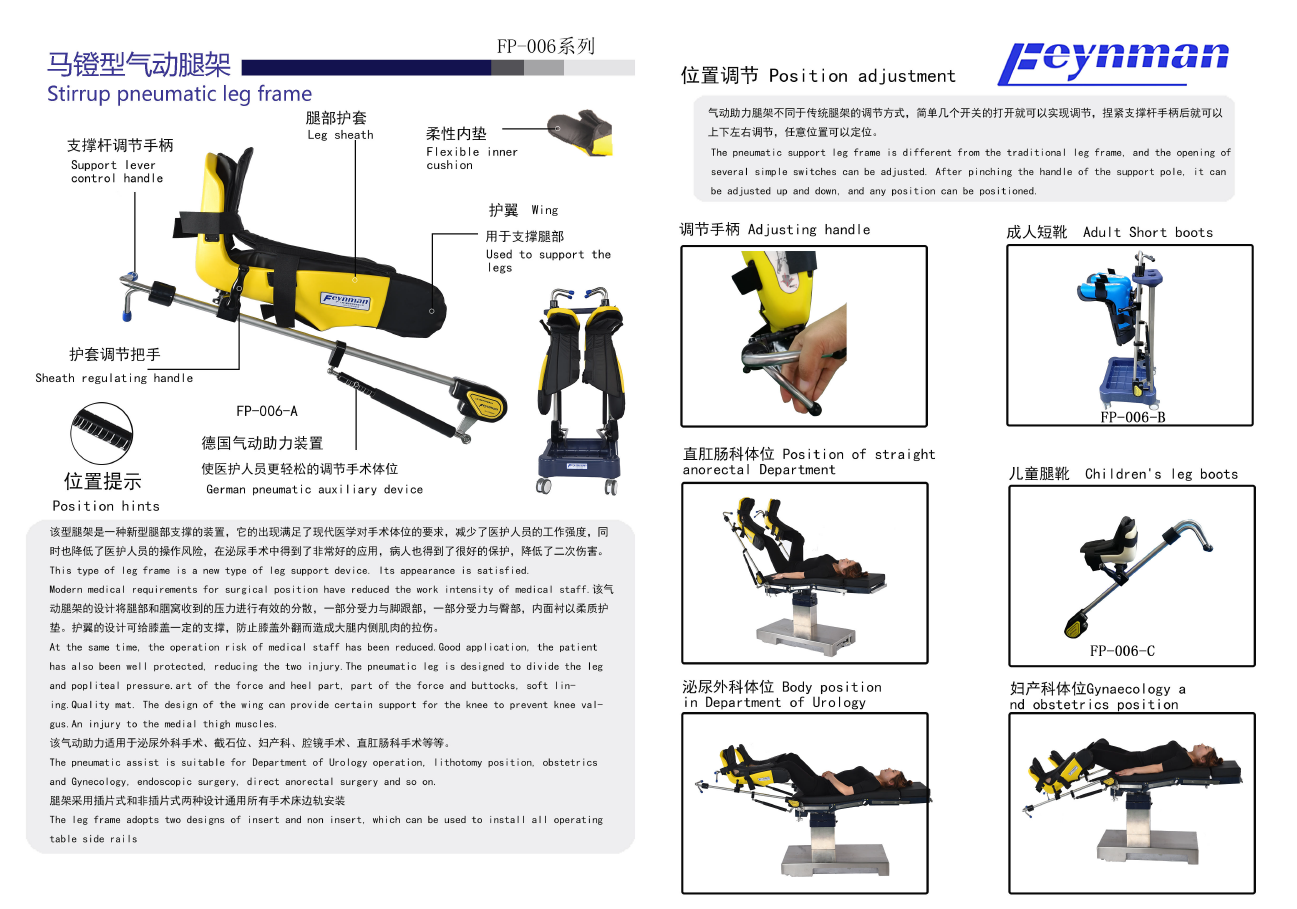 FP-006系列
马镫型气动腿架
Stirrup pneumatic leg frame
腿部护套
Leg sheath
柔性内垫
Flexible inner
cushion
支撑杆调节手柄
Support lever
control handle
护翼 Wing
用于支撑腿部
Used to support the
legs
Feynman
护套调节把手
Sheath regulating handle
FP-006-A
德国气动助力装置
使医护人员更轻松的调节手术体位
German pneumatic auxiliary device
位置提示
Position hints
该型腿架是一种新型腿部支撑的装置，它的出现满足了现代医学对手术体位的要求，减少了医护人员的工作强度，同
时也降低了医护人员的操作风险，在泌尿手术中得到了非常好的应用，病人也得到了很好的保护，降低了二次伤害。
This type of leg frame is a new type of leg support device. Its appearance is satisfied.
Modern medical requirements for surgical position have reduced the work intensity of medical staff.该气
动腿架的设计将腿部和腘窝收到的压力进行有效的分散，一部分受力与脚跟部，一部分受力与臀部，内面衬以柔质护
垫。护翼的设计可给膝盖一定的支撑，防止膝盖外翻而造成大腿内侧肌肉的拉伤。
At the same time, the operation risk of medical staff has been reduced.Good application, the patient
has also been well protected, reducing the two injury.The pneumatic leg is designed to divide the leg
and popliteal pressure.art of the force and heel part, part of the force and buttocks, soft lin-
ing.Quality mat. The design of the wing can provide certain support for the knee to prevent knee val-
gus.An injury to the medial thigh muscles.
该气动助力适用于泌尿外科手术、截石位、妇产科、腔镜手术、直肛肠科手术等等。
The pneumatic assist is suitable for Department of Urology operation, lithotomy position, obstetrics
and Gynecology, endoscopic surgery, direct anorectal surgery and so on.
腿架采用插片式和非插片式两种设计通用所有手术床边轨安装
The leg frame adopts two designs of insert and non insert, which can be used to install all operating
table side rails
Feynman
位置调节 Position adjustment
气动助力腿架不同于传统腿架的调节方式，简单几个开关的打开就可以实现调节，捏紧支撑杆手柄后就可以
上下左右调节，任意位置可以定位。
The pneumatic support leg frame is different from the traditional leg frame, and the opening of
several simple switches can be adjusted. After pinching the handle of the support pole, it can
be adjusted up and down, and any position can be positioned.
调节手柄 Adjusting handle
成人短靴 Adult Short boots
FP-006-B
直肛肠科体位 Position of straight
anorectal Department
儿童腿靴 Children's leg boots
FP-006-C
泌尿外科体位 Body position
in Department of Urology
妇产科体位Gynaecology a
nd obstetrics position